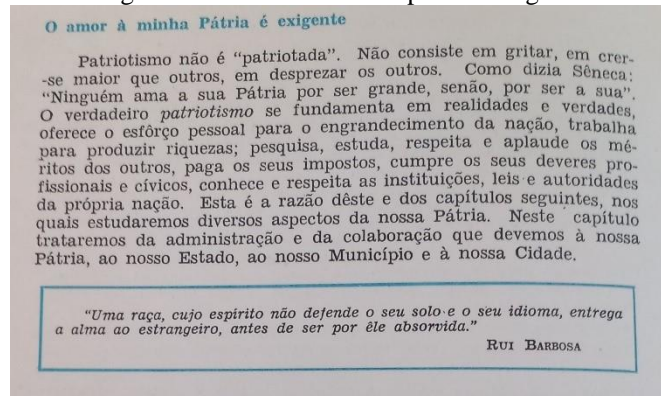 O amor à minha Pátria é exigente
Patriotismo não é “patriotada”. Não consiste em gritar, em crer-
-se maior que outros, em desprezar os outros. Como dizia Sêneca:
“Ninguém ama a sua Pátria por ser grande, senão, por ser a sua”.
O verdadeiro patriotismo se fundamenta em realidades e verdades,
oferece o esfôrço pessoal para o engrandecimento da nação, trabalha
para produzir riquezas; pesquisa, estuda, respeita e aplaude os mé-
ritos dos outros, paga os seus impostos, cumpre os seus deveres pro-
fissionais e cívicos, conhece e respeita as instituições, leis e autoridades
da própria nação. Esta é a razão dêste e dos capítulos seguintes, nos
quais estudaremos diversos aspectos da nossa Pátria. Neste capítulo
trataremos da administração e da colaboração que devemos à nossa
Pátria, ao nosso Estado, ao nosso Município e à nossa Cidade.
“Uma raça, cujo espírito não defende o seu solo e o seu idioma, entrega
a alma ao estrangeiro, antes de ser por êle absorvida.”
RUI BARBOSA